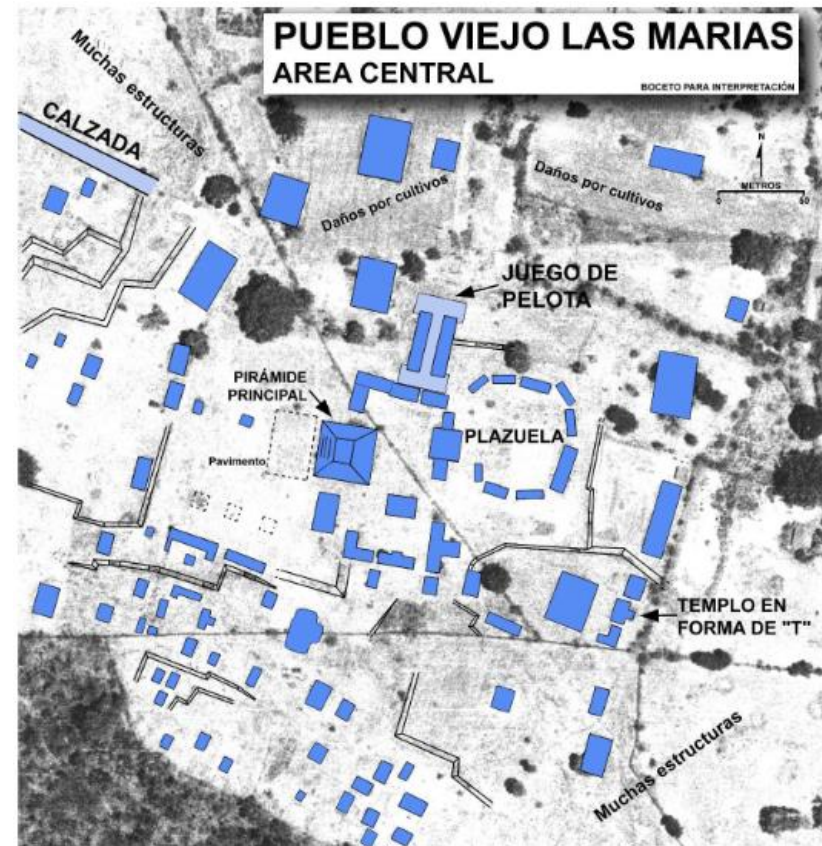 PUEBLO VIEJO LAS MARIAS
AREA CENTRAL
BOCETO PARA INTERPRETACIÓN
Muchas estructuras
CALZADA
Daños por cultivos
Daños por cultivos
N
METROS
0 50
JUEGO DE
PELOTA
PIRÁMIDE
PRINCIPAL
PLAZUELA
Pavimento
TEMPLO EN
FORMA DE "T"
Muchas estructuras